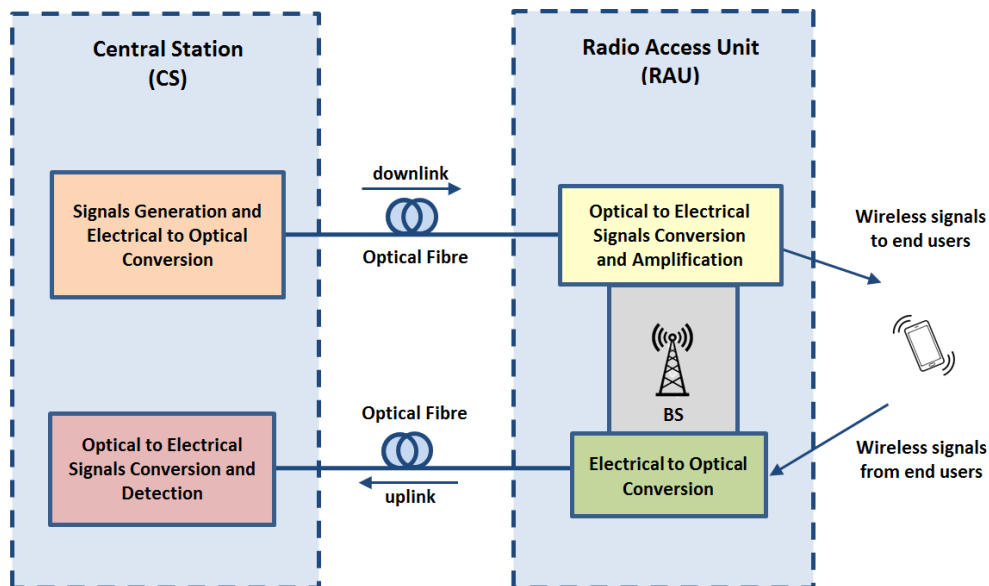 Central Station
(CS)
Radio Access Unit
(RAU)
Signals Generation and
Electrical to Optical
Conversion
downlink
Optical Fibre
Optical to Electrical
Signals Conversion
and Amplification
Wireless signals
to end users
BS
Optical to Electrical
Signals Conversion and
Detection
Optical Fibre
uplink
Electrical to Optical
Conversion
Wireless signals
from end users